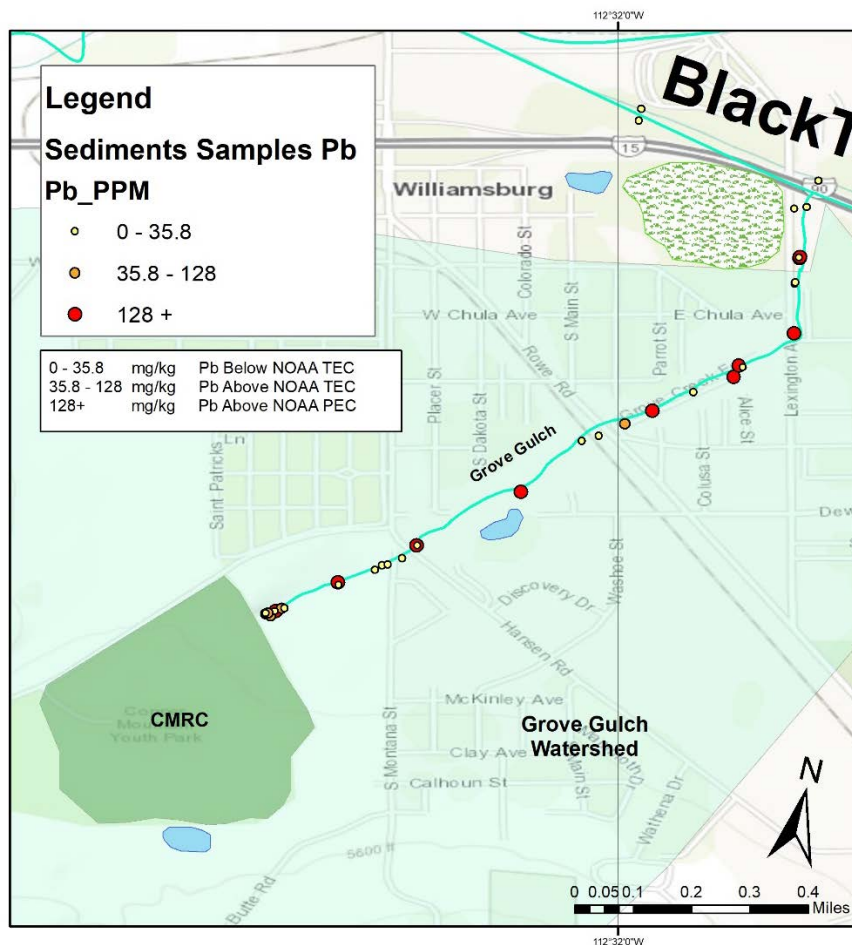 112°32'0"W
BlackT
Legend
Sediments Samples Pb
Pb_PPM
0 - 35.8
35.8 - 128
128 +
0 - 35.8 mg/kg Pb Below NOAA TEC
35.8 - 128 mg/kg Pb Above NOAA TEC
128+ mg/kg Pb Above NOAA PEC
15
90
Williamsburg
Colorado St
S Main St
W Chula Ave
E Chula Ave
Rowe Rd
Parrot St
Lexington A
Placer St
S Dakota St
Grove Creek
Alice St
Colusa St
Grove Gulch
Saint-Patricks
Ln
Dew
Washoe St
Discovery Dr
Hansen Rd
CMRC
Youth Park
McKinley Ave
Grove Gulch
Watershed
S Montana St
Clay Ave
Main St
Calhoun St
Wathena Dr
N
Butte Rd
5600 ft
0 0.05 0.1 0.2 0.3 0.4
Miles
112°32'0"W